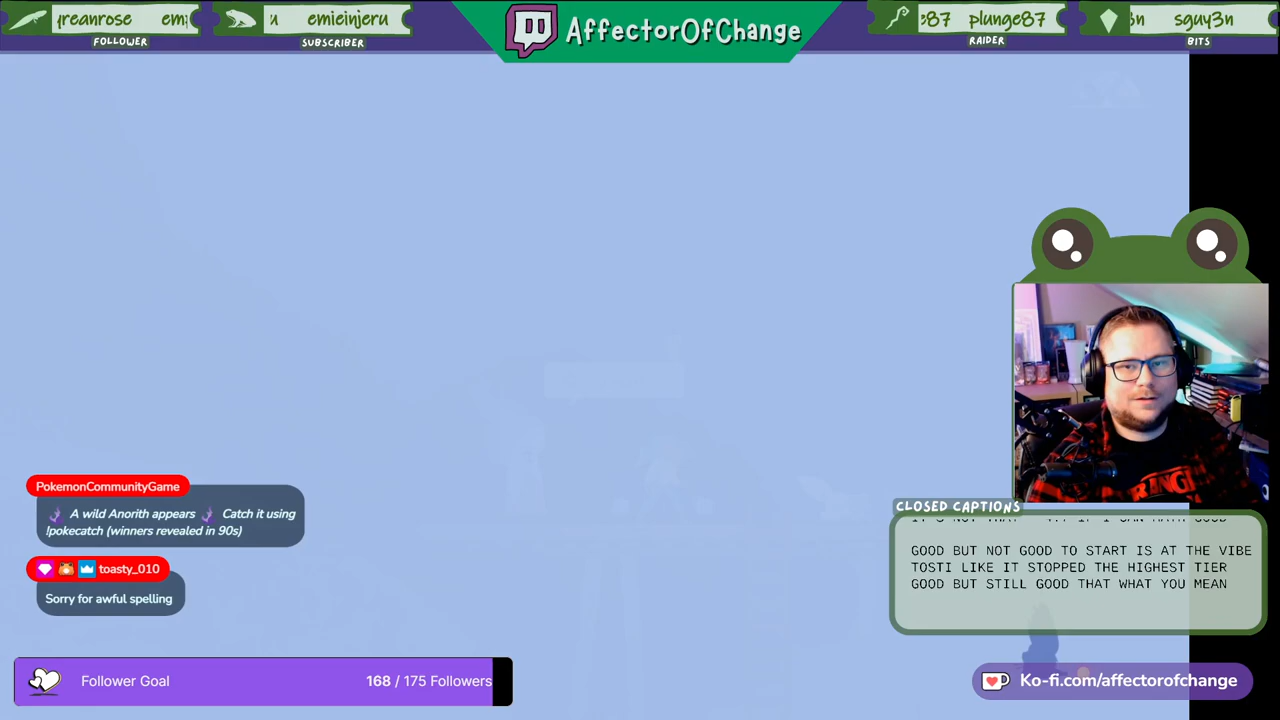 reanrose
FOLLOWER
emieinjeru
SUBSCRIBER
AffectorOfChange
e87 plunge87
RAIDER
sguy3n
BITS
PokemonCommunityGame
A wild Anorith appears Catch it using
!pokecatch (winners revealed in 90s)
toasty_010
Sorry for awful spelling
CLOSED CAPTIONS
GOOD BUT NOT GOOD TO START IS AT THE VIBE
TOSTI LIKE IT STOPPED THE HIGHEST TIER
GOOD BUT STILL GOOD THAT WHAT YOU MEAN
Follower Goal 168 / 175 Followers
Ko-fi.com/affectorofchange